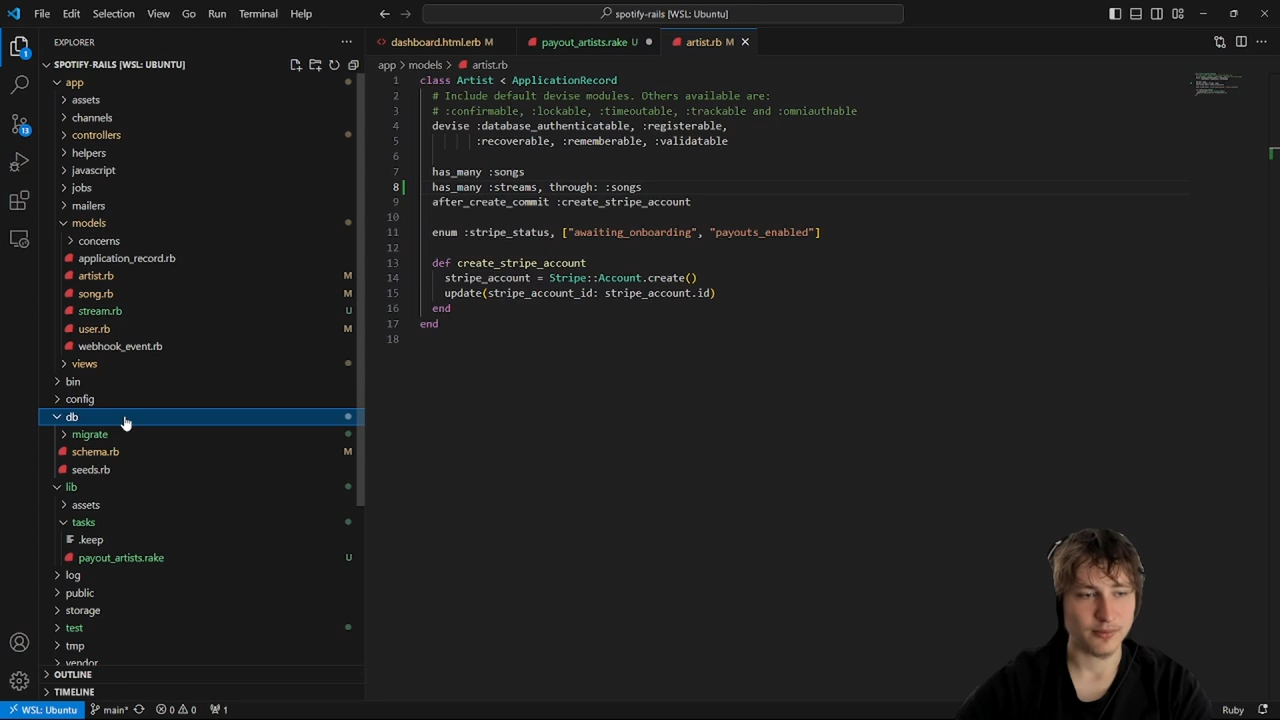 File Edit Selection View Go Run Terminal Help
spotify-rails [WSL: Ubuntu]
EXPLORER
dashboard.html.erb M
payout_artists.rake U
artist.rb M
SPOTIFY-RAILS [WSL: UBUNTU]
app > models > artist.rb
app
assets
channels
controllers
helpers
javascript
jobs
mailers
models
concerns
application_record.rb
artist.rb M
song.rb M
stream.rb U
user.rb M
webhook_event.rb
views
bin
config
db
migrate
schema.rb M
seeds.rb
lib
assets
tasks
.keep
payout_artists.rake U
log
public
storage
test
tmp
vendor
OUTLINE
TIMELINE
1 class Artist < ApplicationRecord
2 # Include default devise modules. Others available are:
3 # :confirmable, :lockable, :timeoutable, :trackable and :omniauthable
4 devise :database_authenticatable, :registerable,
5 :recoverable, :rememberable, :validatable
6
7 has_many :songs
8 has_many :streams, through: :songs
9 after_create_commit :create_stripe_account
10
11 enum :stripe_status, ["awaiting_onboarding", "payouts_enabled"]
12
13 def create_stripe_account
14 stripe_account = Stripe::Account.create()
15 update(stripe_account_id: stripe_account.id)
16 end
17 end
18
1
13
WSL: Ubuntu main* 0 0 1 Ruby